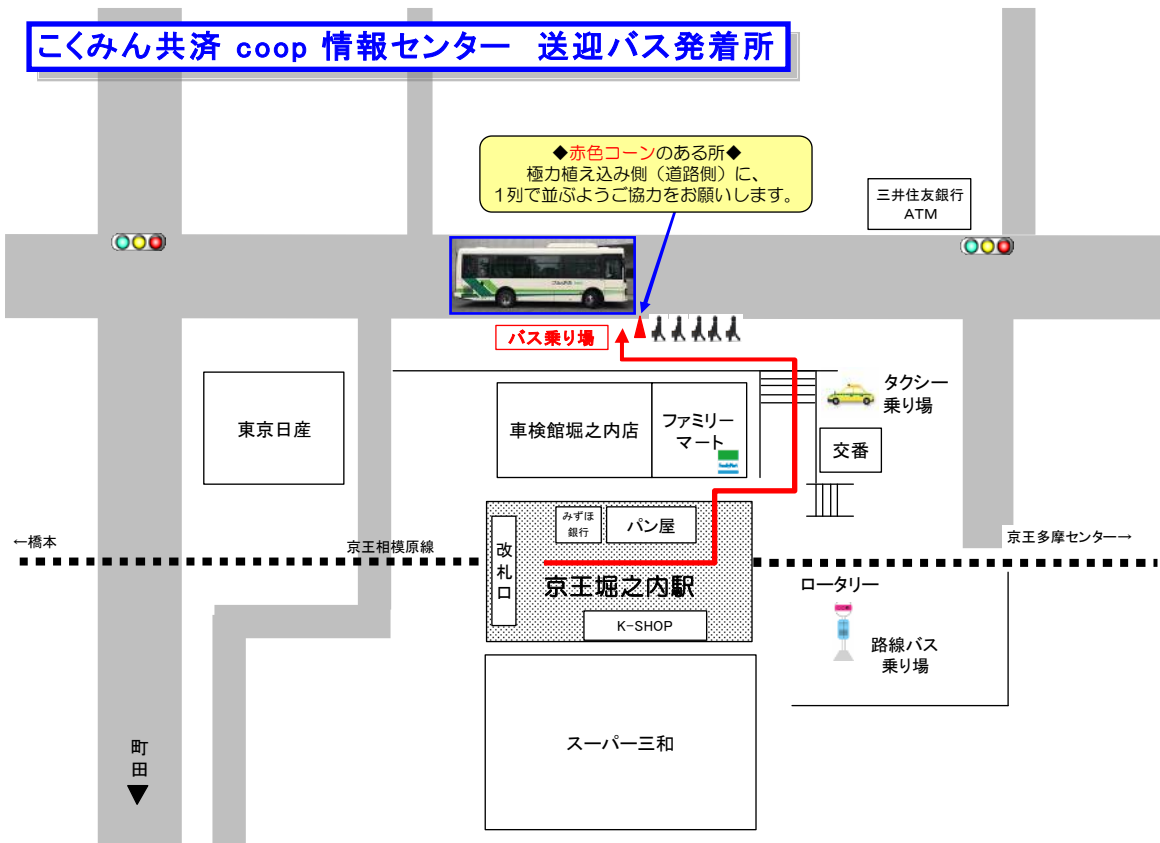 こくみん共済 coop 情報センター　送迎バス発着所
◆赤色コーンのある所◆
極力植え込み側（道路側）に、
１列で並ぶようご協力をお願いします。
三井住友銀行
ATM
バス乗り場
タクシー
乗り場
東京日産
車検館堀之内店
ファミリー
マート
FamilyMart
交番
みずほ
銀行
パン屋
改札口
←橋本
京王相模原線
京王多摩センター→
京王堀之内駅
ロータリー
K-SHOP
路線バス
乗り場
スーパー三和
町田